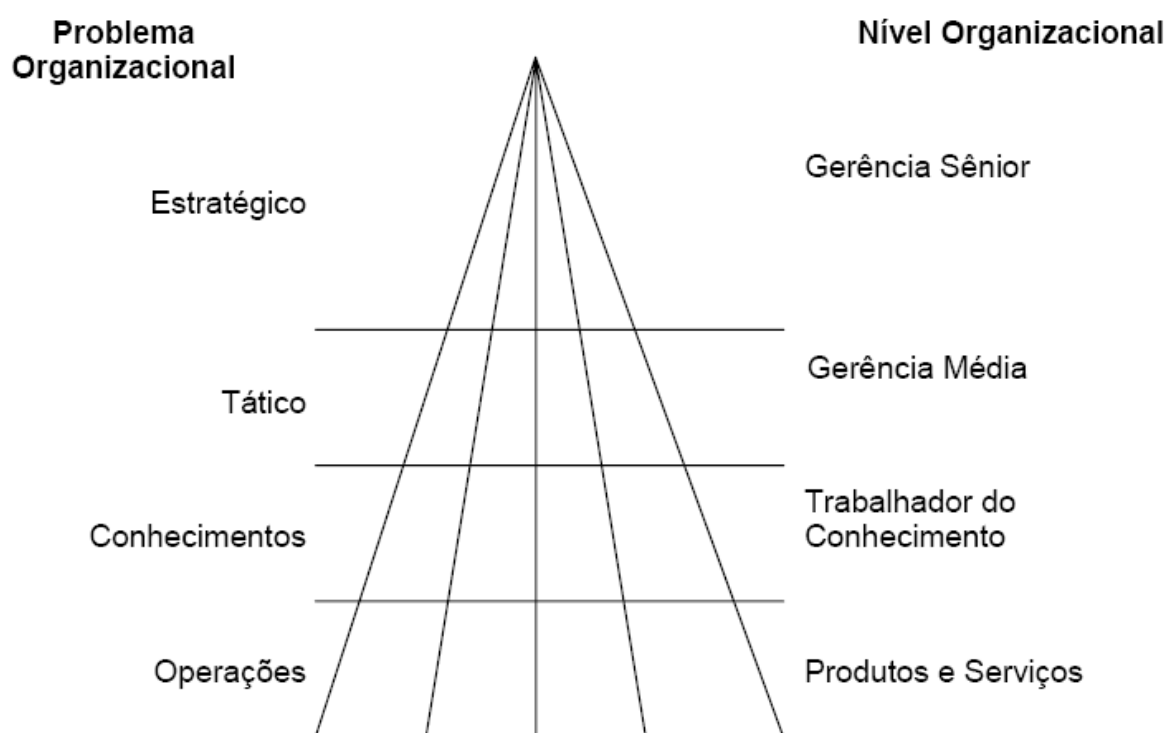 Problema
Organizacional
Nível Organizacional
Estratégico
Gerência Sênior
Tático
Gerência Média
Conhecimentos
Trabalhador do
Conhecimento
Operações
Produtos e Serviços